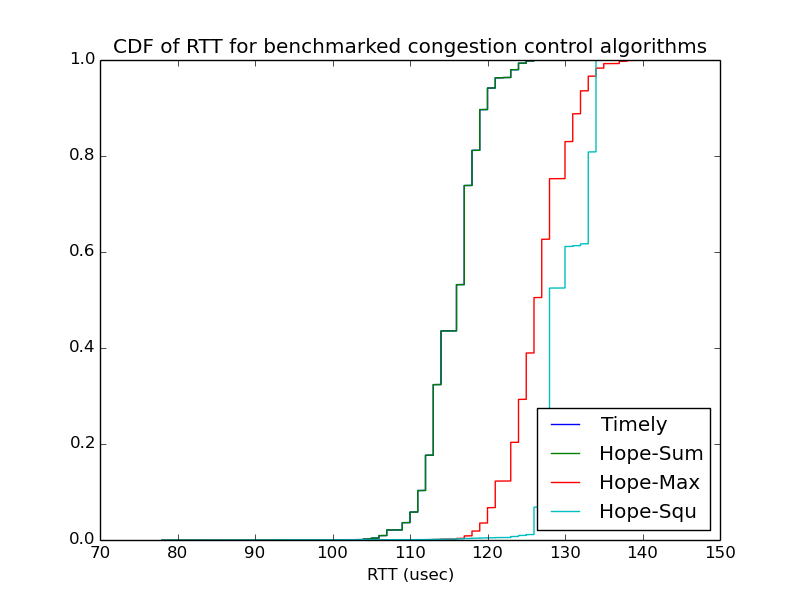 CDF of RTT for benchmarked congestion control algorithms
1.0
0.8
0.6
0.4
0.2
0.0
Timely
Hope-Sum
Hope-Max
Hope-Squ
70 80 90 100 110 120 130 140 150
RTT (usec)